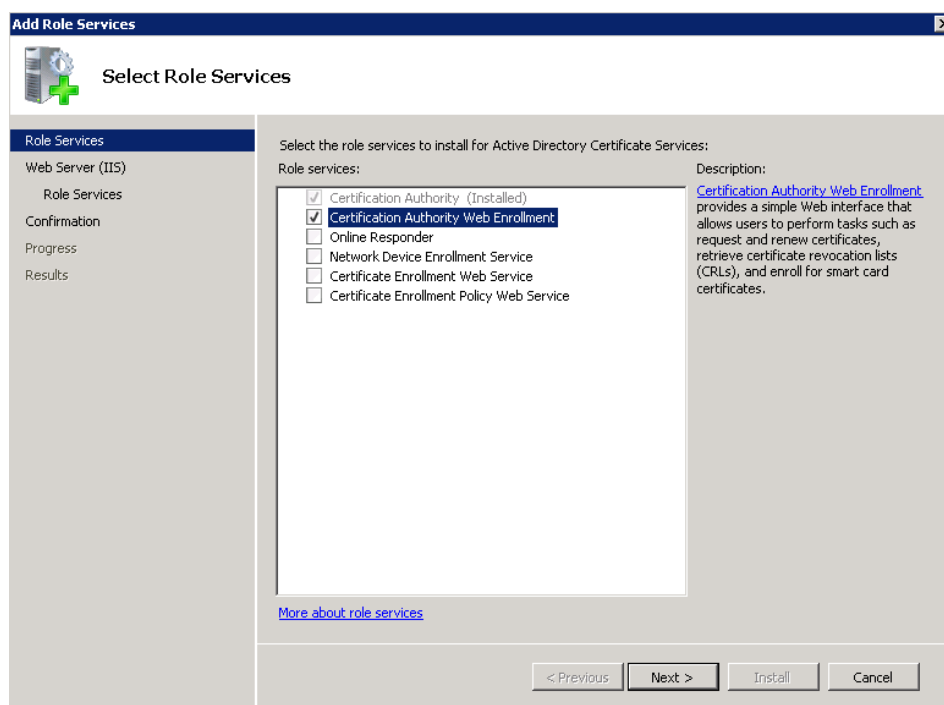 Add Role Services
Select Role Services
Role Services
Web Server (IIS)
Role Services
Confirmation
Progress
Results
Select the role services to install for Active Directory Certificate Services:
Role services:
Certification Authority (Installed)
Certification Authority Web Enrollment
Online Responder
Network Device Enrollment Service
Certificate Enrollment Web Service
Certificate Enrollment Policy Web Service
More about role services
Description:
Certification Authority Web Enrollment
provides a simple Web interface that
allows users to perform tasks such as
request and renew certificates,
retrieve certificate revocation lists
(CRLs), and enroll for smart card
certificates.
< Previous
Next >
Install
Cancel